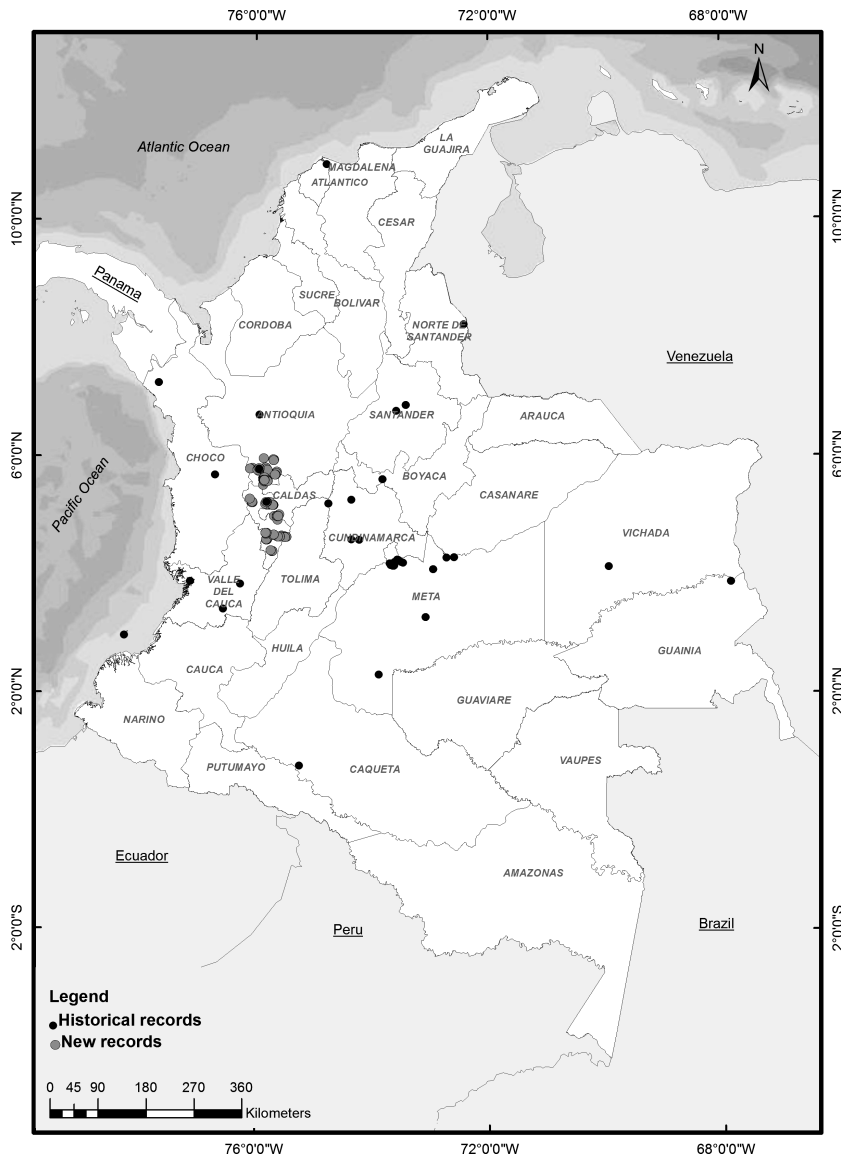 76°0'0"W 72°0'0"W 68°0'0"W
N
Atlantic Ocean
LA
GUAJIRA
MAGDALENA
ATLANTICO
10°0'0"N
10°0'0"N
CESAR
Panama
SUCRE
BOLIVAR
CORDOBA
NORTE DE
SANTANDER
Venezuela
ANTIOQUIA
SANTANDER
ARAUCA
6°0'0"N
6°0'0"N
CHOCO
BOYACA
Pacific Ocean
CALDAS
CASANARE
CUNDINAMARCA
VICHADA
VALLE
DEL
CAUCA
TOLIMA
META
HUILA
GUAINIA
CAUCA
2°0'0"N
2°0'0"N
GUAVIARE
NARINO
VAUPES
PUTUMAYO
CAQUETA
Ecuador
AMAZONAS
2°0'0"S
2°0'0"S
Peru
Brazil
Legend
Historical records
New records
0 45 90 180 270 360
Kilometers
76°0'0"W 72°0'0"W 68°0'0"W